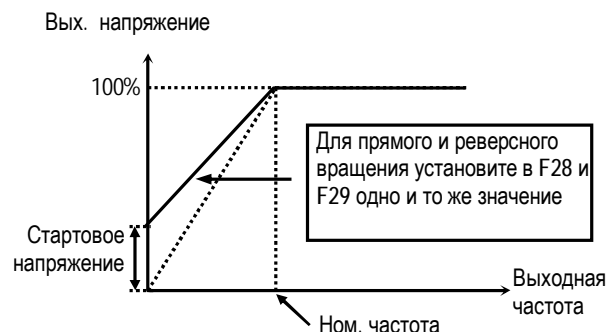 Вых. напряжение
100%
Для прямого и реверсного
вращения установите в F28 и
F29 одно и то же значение
Стартовое
напряжение
Выходная
частота
Ном. частота